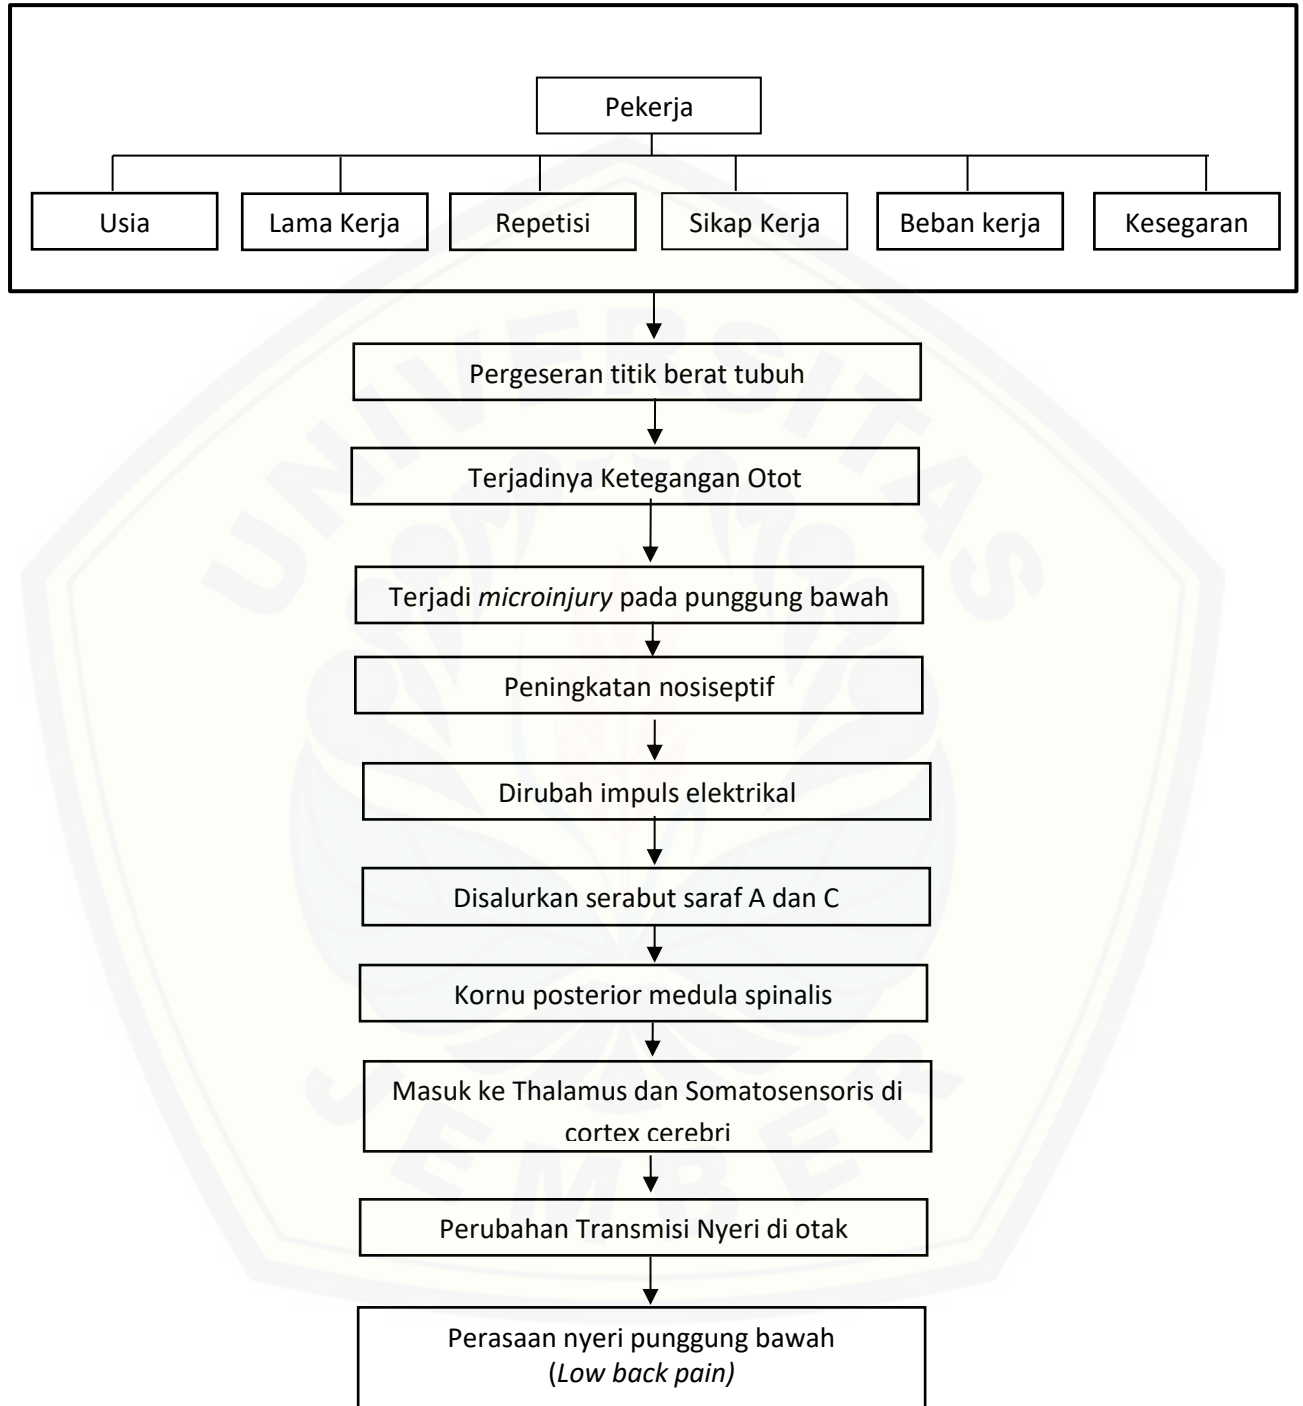 Pekerja
Usia
Lama Kerja
Repetisi
Sikap Kerja
Beban kerja
Kesegaran
Pergeseran titik berat tubuh
Terjadinya Ketegangan Otot
Terjadi microinjury pada punggung bawah
Peningkatan nosiseptif
Dirubah impuls elektrikal
Disalurkan serabut saraf A dan C
Kornu posterior medula spinalis
Masuk ke Thalamus dan Somatosensoris di
cortex cerebri
Perubahan Transmisi Nyeri di otak
Perasaan nyeri punggung bawah
(Low back pain)
UNIVERSITAS
JEMBER